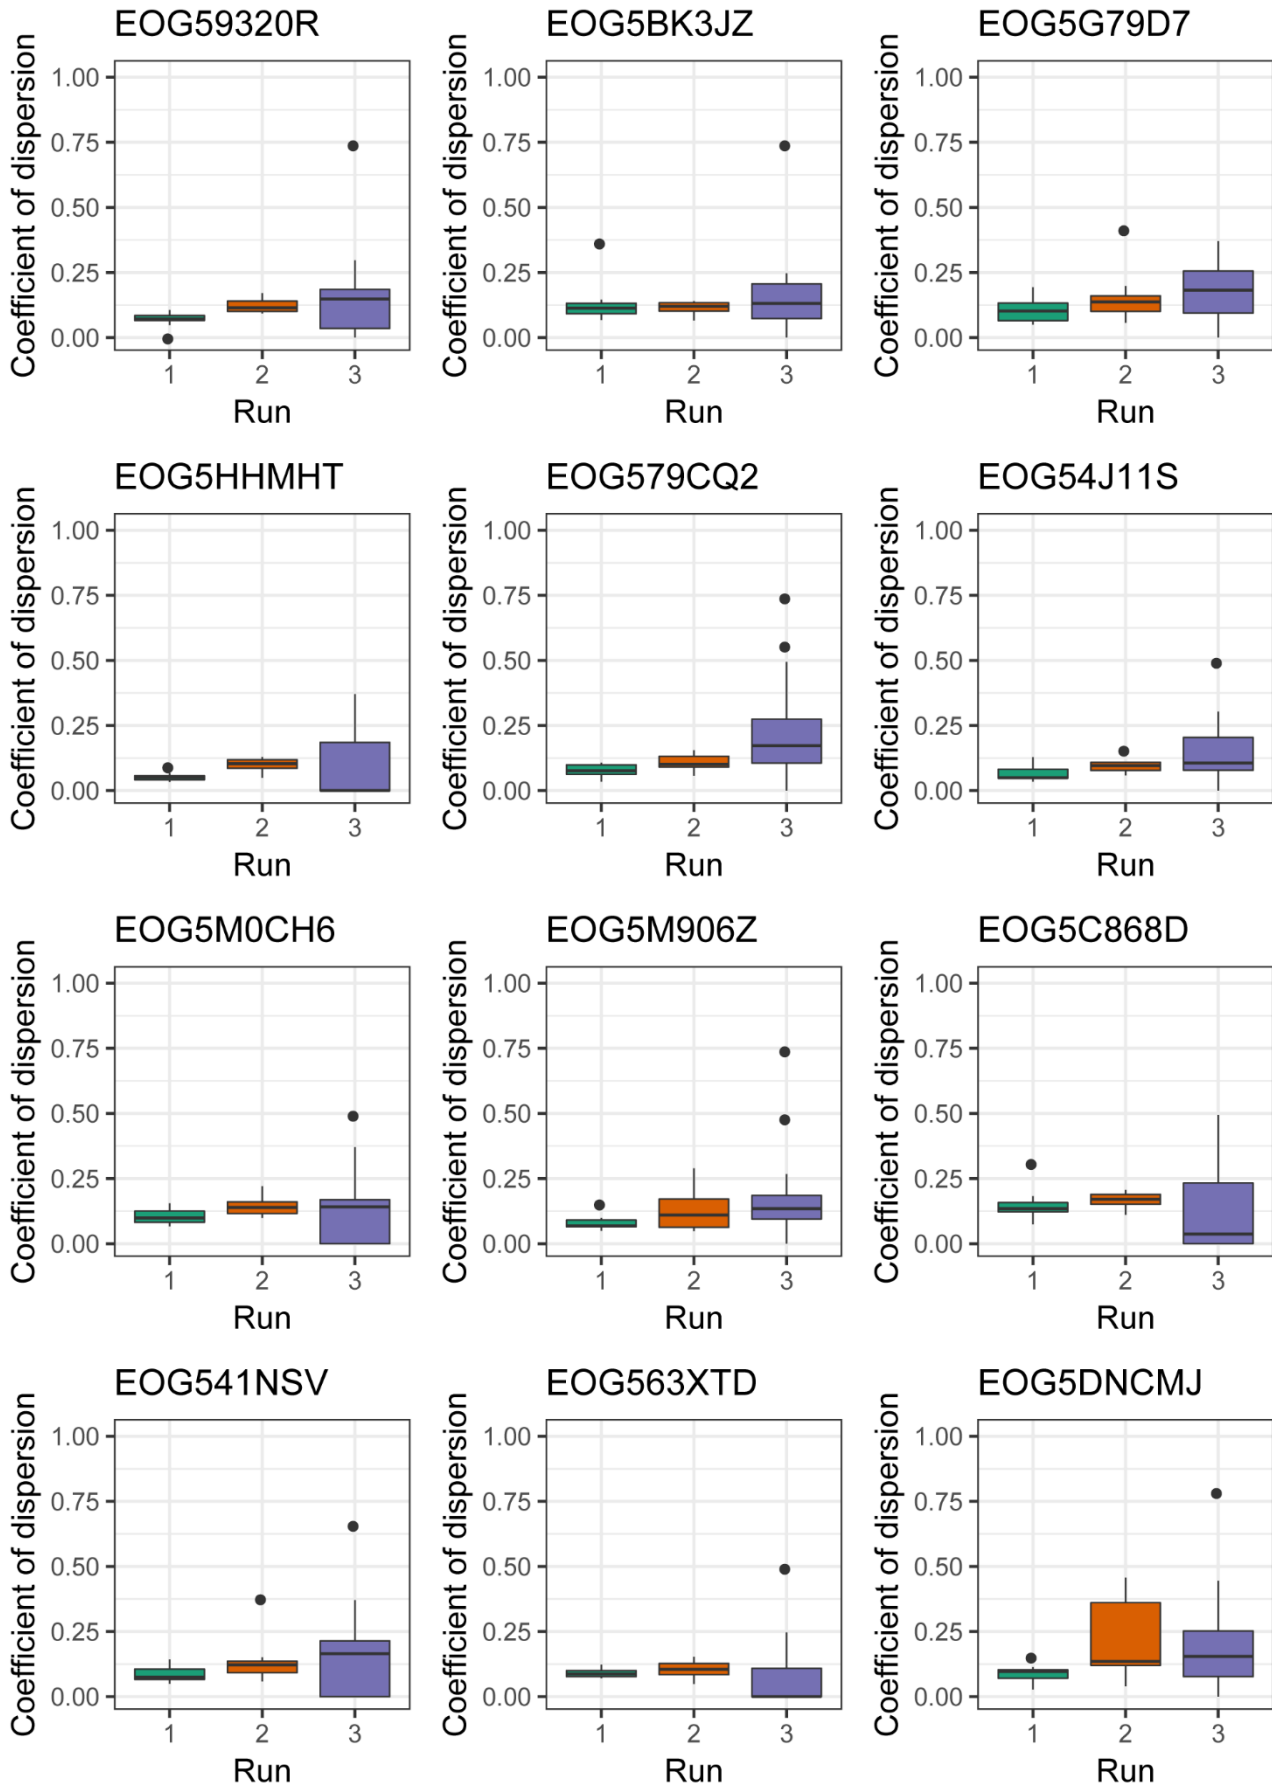 EOG59320R
Coefficient of dispersion
1.00
0.75
0.50
0.25
0.00
1 2 3
Run
EOG5BK3JZ
Coefficient of dispersion
1.00
0.75
0.50
0.25
0.00
1 2 3
Run
EOG5G79D7
Coefficient of dispersion
1.00
0.75
0.50
0.25
0.00
1 2 3
Run
EOG5HHMHT
Coefficient of dispersion
1.00
0.75
0.50
0.25
0.00
1 2 3
Run
EOG579CQ2
Coefficient of dispersion
1.00
0.75
0.50
0.25
0.00
1 2 3
Run
EOG54J11S
Coefficient of dispersion
1.00
0.75
0.50
0.25
0.00
1 2 3
Run
EOG5M0CH6
Coefficient of dispersion
1.00
0.75
0.50
0.25
0.00
1 2 3
Run
EOG5M906Z
Coefficient of dispersion
1.00
0.75
0.50
0.25
0.00
1 2 3
Run
EOG5C868D
Coefficient of dispersion
1.00
0.75
0.50
0.25
0.00
1 2 3
Run
EOG541NSV
Coefficient of dispersion
1.00
0.75
0.50
0.25
0.00
1 2 3
Run
EOG563XTD
Coefficient of dispersion
1.00
0.75
0.50
0.25
0.00
1 2 3
Run
EOG5DNCMJ
Coefficient of dispersion
1.00
0.75
0.50
0.25
0.00
1 2 3
Run